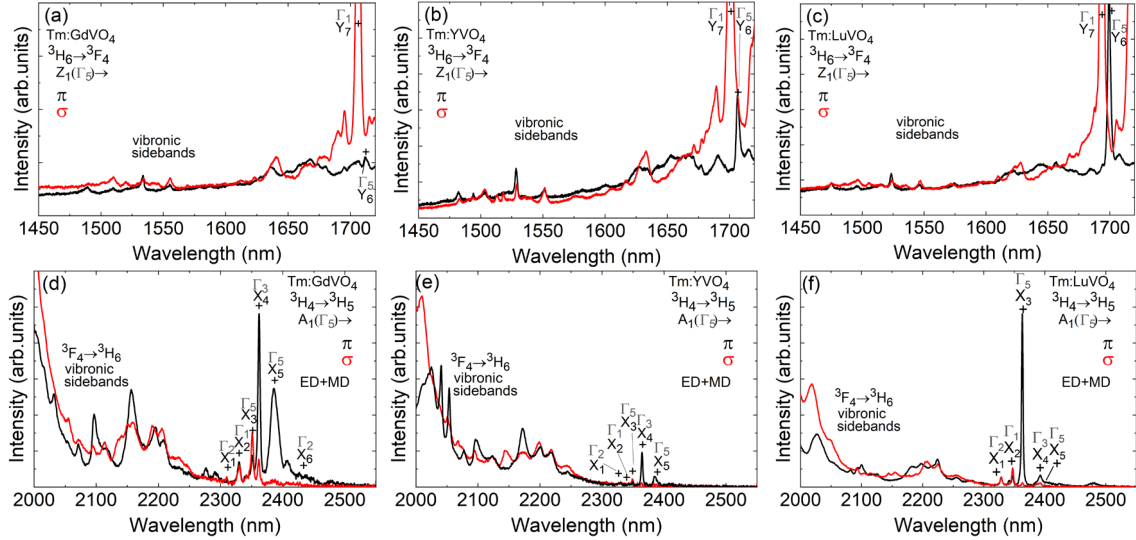 (a)
Tm:GdVO4
³H6→³F4
Z1(Γ5)→
π
σ
vibronic
sidebands
Γ1
Y7
Γ5
Y6
Intensity (arb.units)
1450 1500 1550 1600 1650 1700
Wavelength (nm)
(b)
Tm:YVO4
³H6→³F4
Z1(Γ5)→
π
σ
vibronic
sidebands
Γ1
Y7
Γ5
Y6
Intensity (arb.units)
1450 1500 1550 1600 1650 1700
Wavelength (nm)
(c)
Tm:LuVO4
³H6→³F4
Z1(Γ5)→
π
σ
vibronic
sidebands
Γ1
Y7
Γ5
Y6
Intensity (arb.units)
1450 1500 1550 1600 1650 1700
Wavelength (nm)
(d)
Tm:GdVO4
³H4→³H5
A1(Γ5)→
π
σ
ED+MD
³F4→³H6
vibronic
sidebands
Γ2
X1
Γ1
X2
Γ5
X3
Γ3
X4
Γ5
X5
Γ2
X6
Intensity (arb.units)
2000 2100 2200 2300 2400 2500
Wavelength (nm)
(e)
Tm:YVO4
³H4→³H5
A1(Γ5)→
π
σ
ED+MD
³F4→³H6
vibronic
sidebands
Γ2
X1
Γ1
X2
Γ5
X3
Γ3
X4
Γ5
X5
Intensity (arb.units)
2000 2100 2200 2300 2400 2500
Wavelength (nm)
(f)
Tm:LuVO4
³H4→³H5
A1(Γ5)→
π
σ
ED+MD
³F4→³H6
vibronic
sidebands
Γ2
X1
Γ1
X2
Γ5
X3
Γ3
X4
Γ5
X5
Intensity (arb.units)
2000 2100 2200 2300 2400 2500
Wavelength (nm)